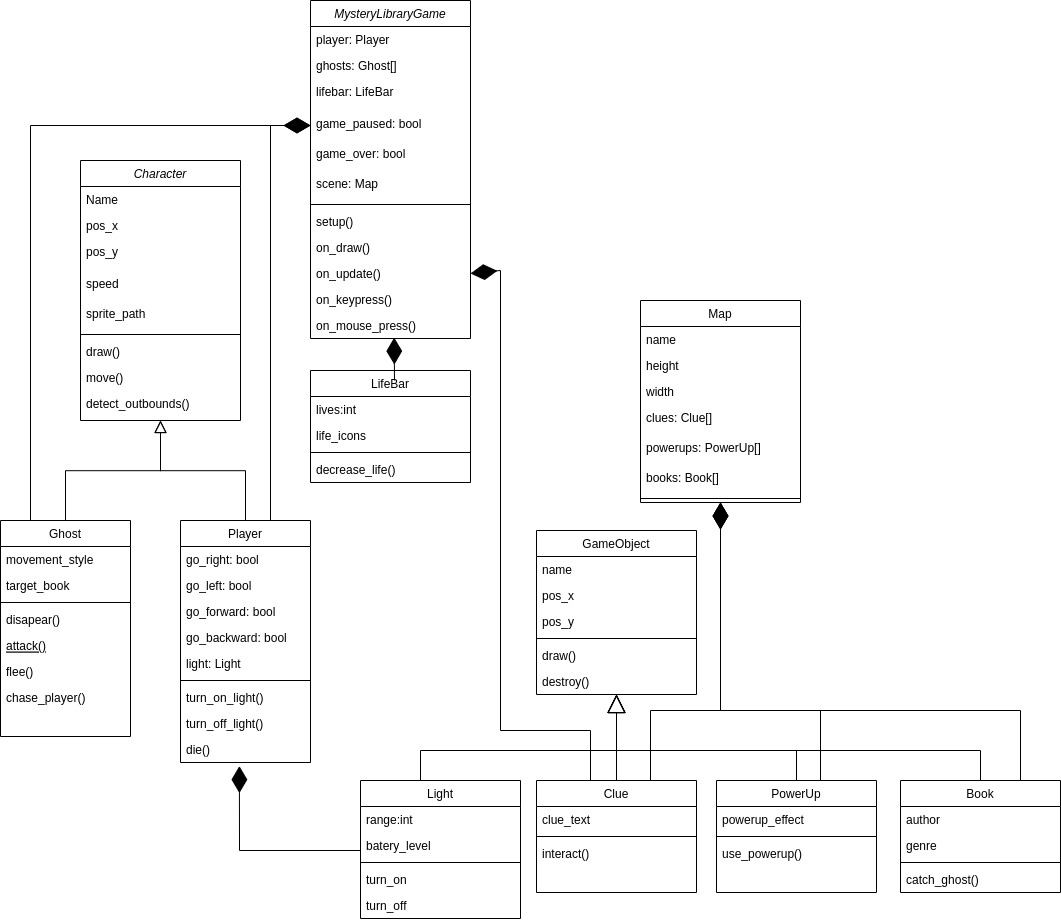 MysteryLibraryGame
player: Player
ghosts: Ghost[]
lifebar: LifeBar
game_paused: bool
game_over: bool
scene: Map
setup()
on_draw()
on_update()
on_keypress()
on_mouse_press()
Character
Name
pos_x
pos_y
speed
sprite_path
draw()
move()
detect_outbounds()
LifeBar
lives:int
life_icons
decrease_life()
Map
name
height
width
clues: Clue[]
powerups: PowerUp[]
books: Book[]
Ghost
movement_style
target_book
disapear()
attack()
flee()
chase_player()
Player
go_right: bool
go_left: bool
go_forward: bool
go_backward: bool
light: Light
turn_on_light()
turn_off_light()
die()
GameObject
name
pos_x
pos_y
draw()
destroy()
Light
range:int
batery_level
turn_on
turn_off
Clue
clue_text
interact()
PowerUp
powerup_effect
use_powerup()
Book
author
genre
catch_ghost()